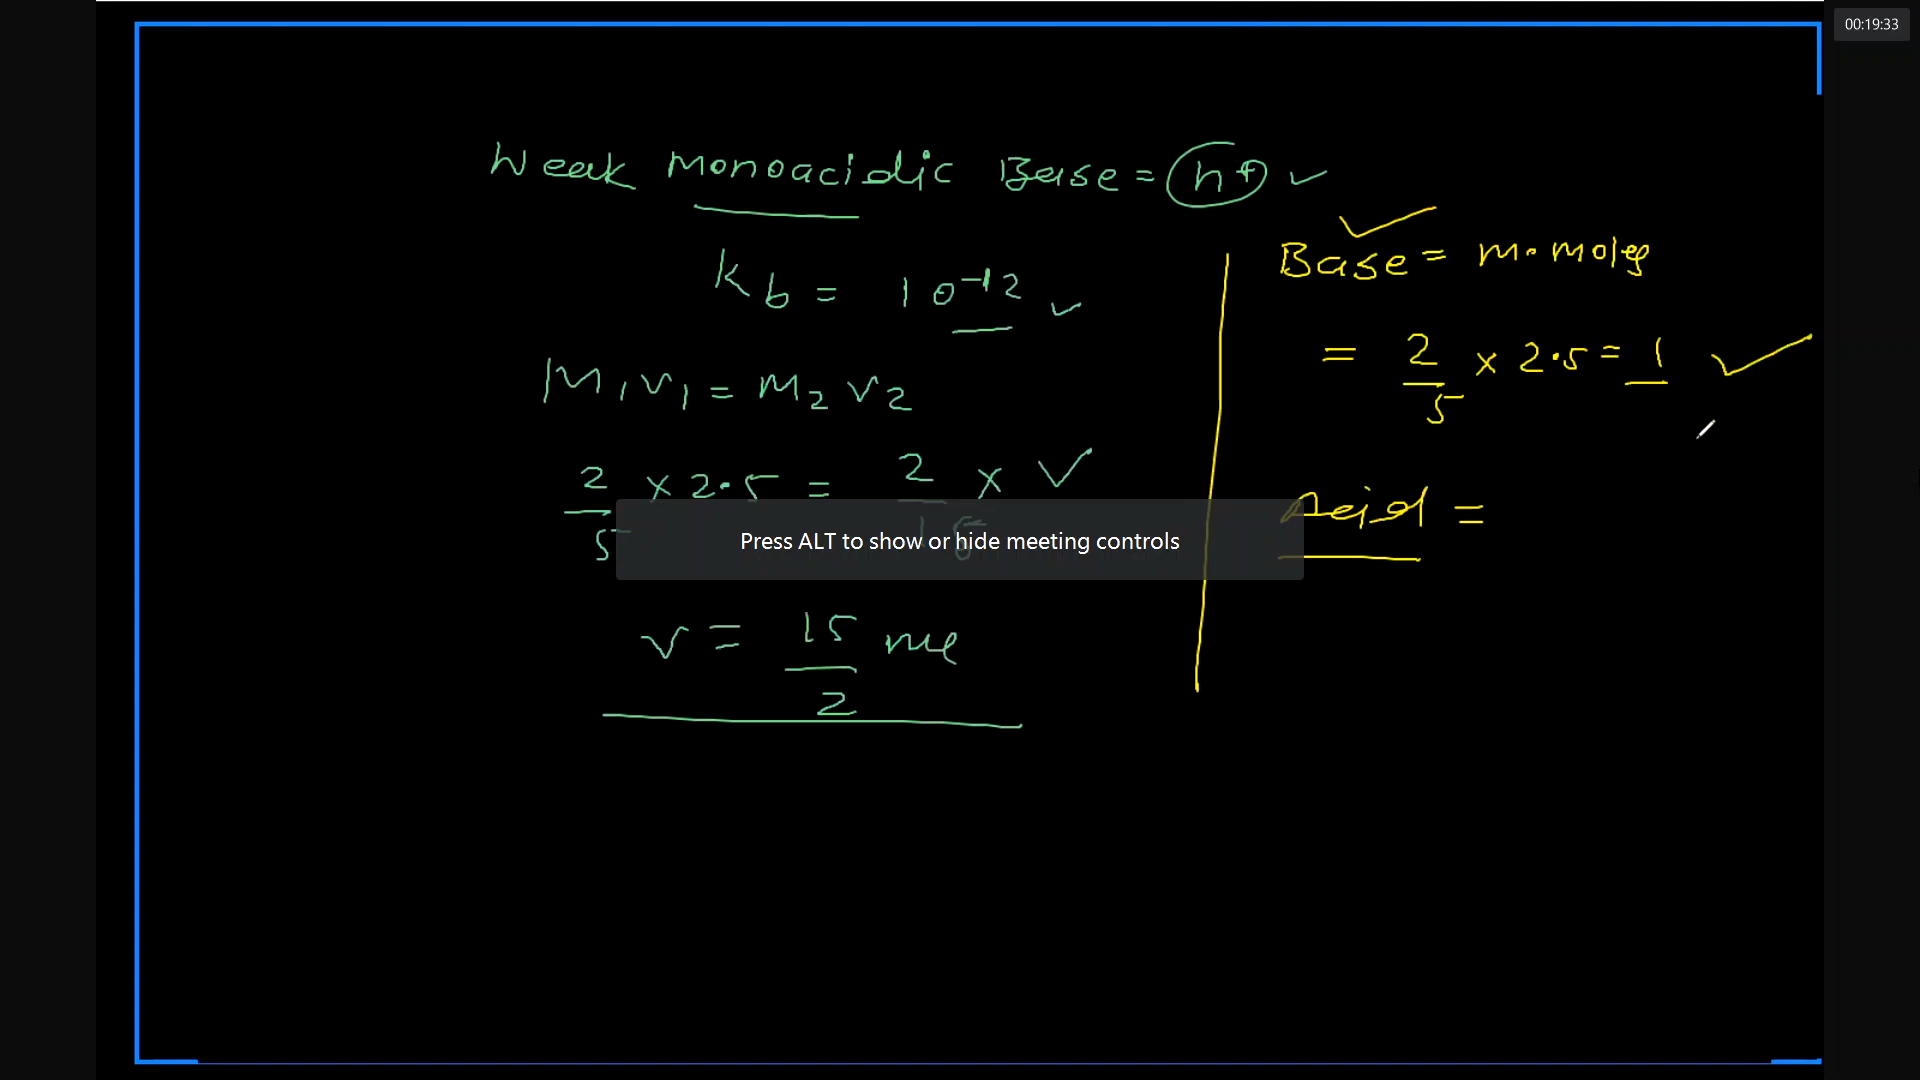 00:19:33
Weak Monoacidic Base = h+
Kb = 10^-12
M1V1 = M2V2
2/5 × 2.5 = 2/15 × V
V = 15/2 ml
Base = m.moles
= 2/5 × 2.5 = 1
Acid =
Press ALT to show or hide meeting controls